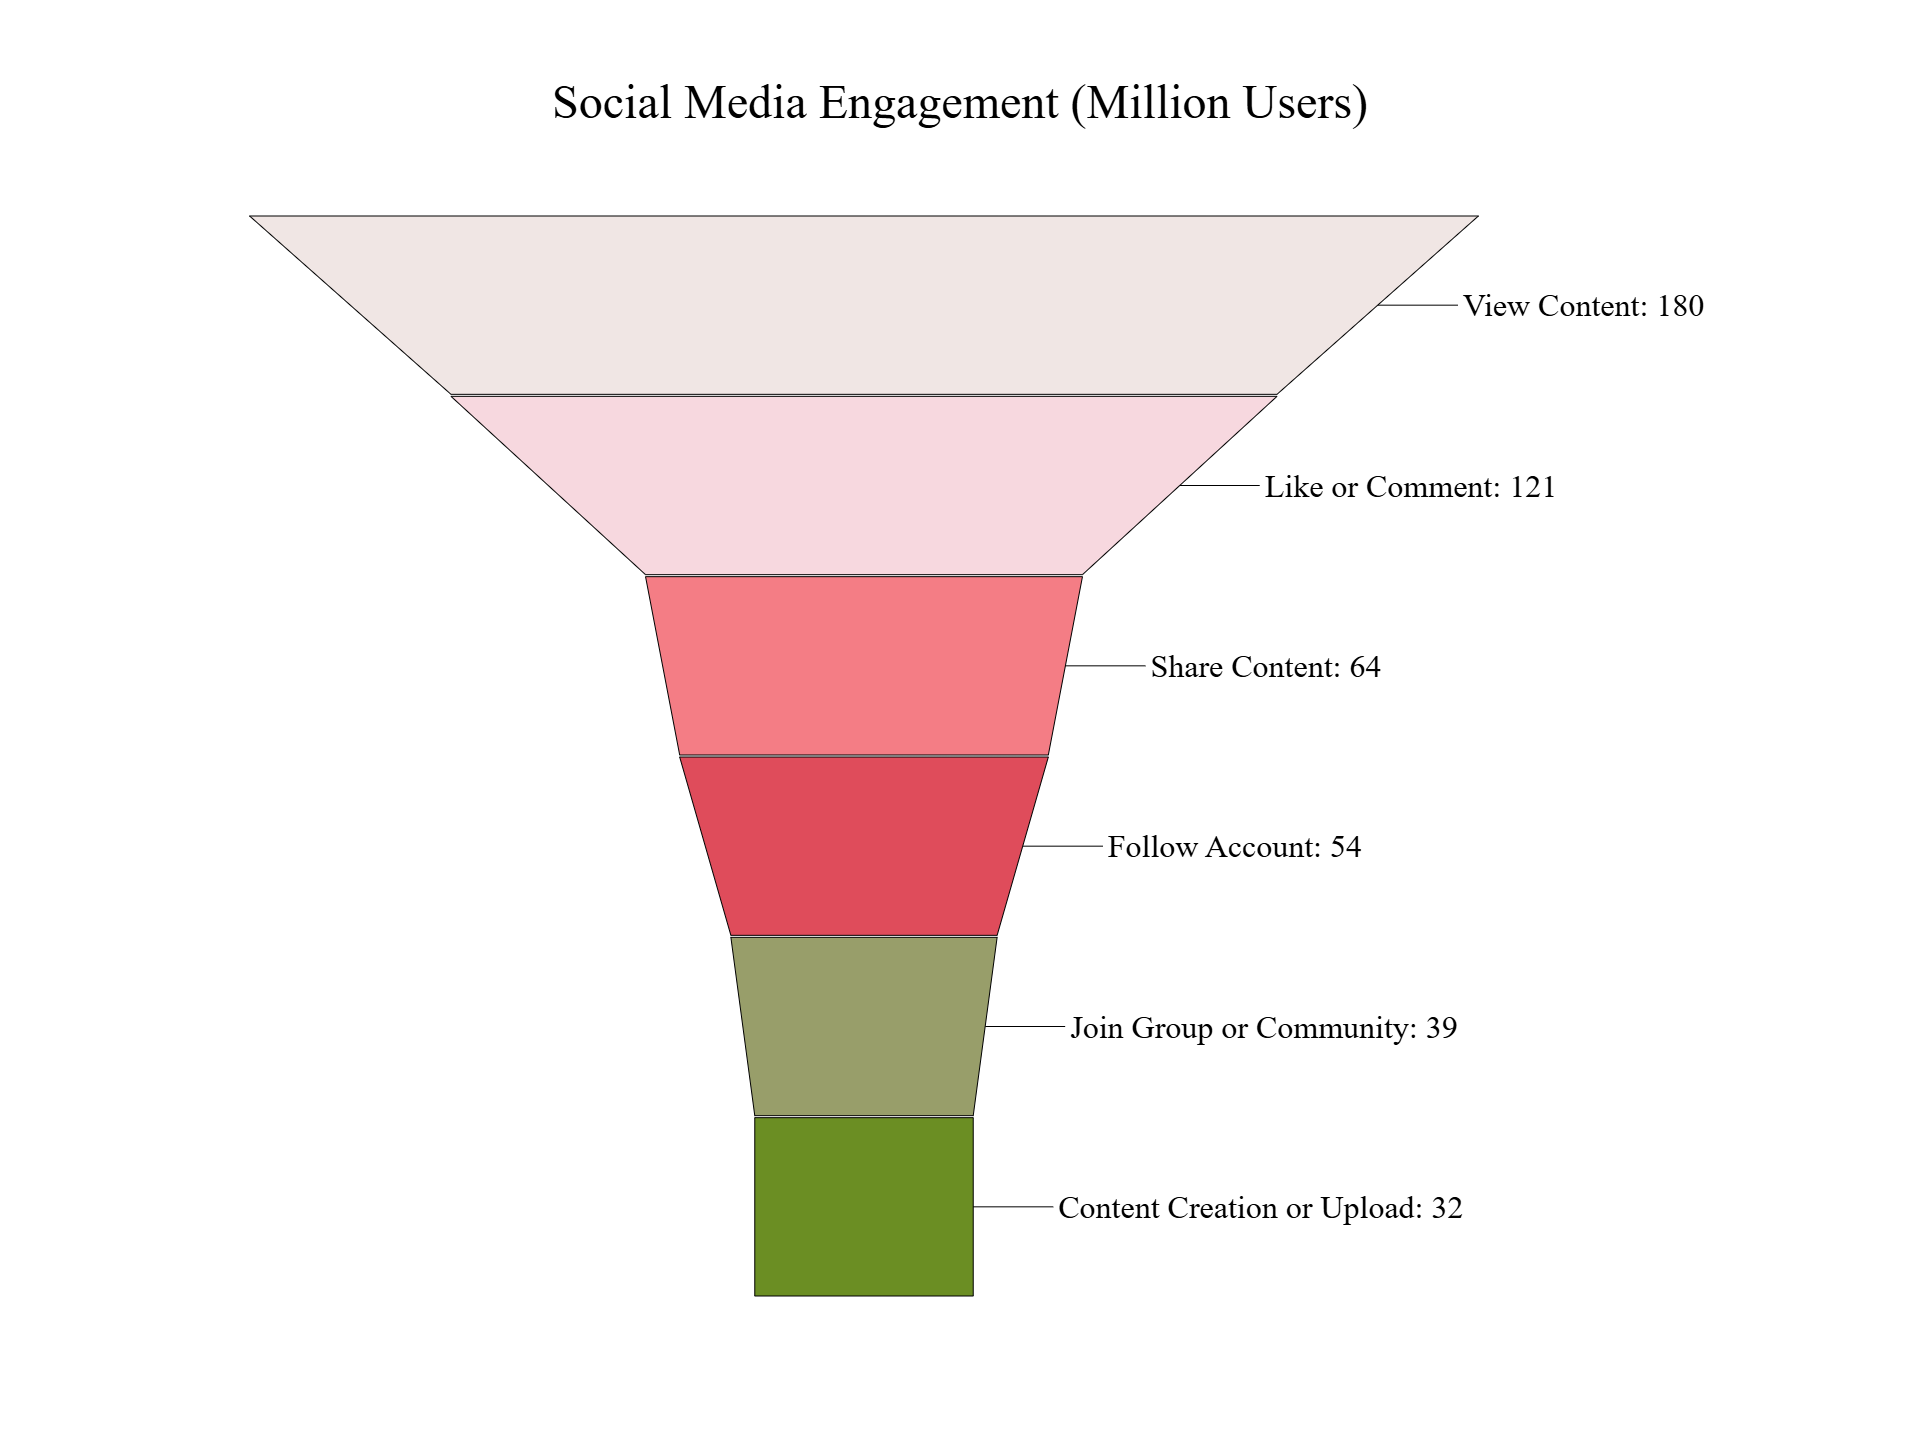 Social Media Engagement (Million Users)
View Content: 180
Like or Comment: 121
Share Content: 64
Follow Account: 54
Join Group or Community: 39
Content Creation or Upload: 32